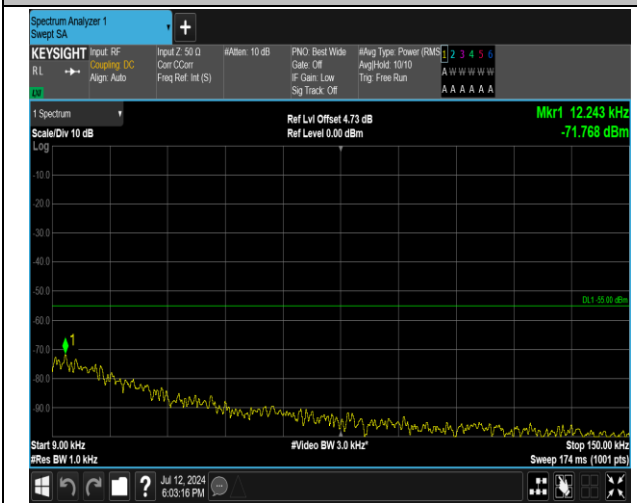 Spectrum Analyzer 1
Swept SA
+
KEYSIGHT
RL
Input: RF
Coupling: DC
Align: Auto
Input Z: 50 Ω
Corr CCorr
Freq Ref: Int (S)
#Atten: 10 dB
PNO: Best Wide
Gate: Off
IF Gain: Low
Sig Track: Off
#Avg Type: Power (RMS
Avg|Hold: 10/10
Trig: Free Run
1 2 3 4 5 6
A W W W W W
A A A A A A
1 Spectrum
Scale/Div 10 dB
Ref Lvl Offset 4.73 dB
Ref Level 0.00 dBm
Mkr1 12.243 kHz
-71.768 dBm
Log
-10.0
-20.0
-30.0
-40.0
DL1 -55.00 dBm
-50.0
-60.0
1
-70.0
-80.0
-90.0
Start 9.00 kHz
#Video BW 3.0 kHz*
Stop 150.00 kHz
#Res BW 1.0 kHz
Sweep 174 ms (1001 pts)
?
Jul 12, 2024
6:03:16 PM